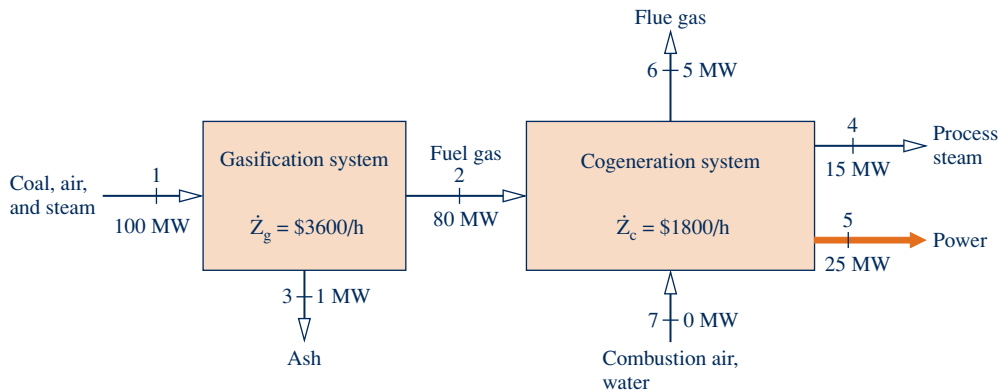 Flue gas
6 5 MW
Gasification system
Żg = $3600/h
Coal, air,
and steam
1
100 MW
3 1 MW
Ash
Fuel gas
2
80 MW
Cogeneration system
Żc = $1800/h
4
15 MW
Process
steam
5
25 MW
Power
7 0 MW
Combustion air,
water